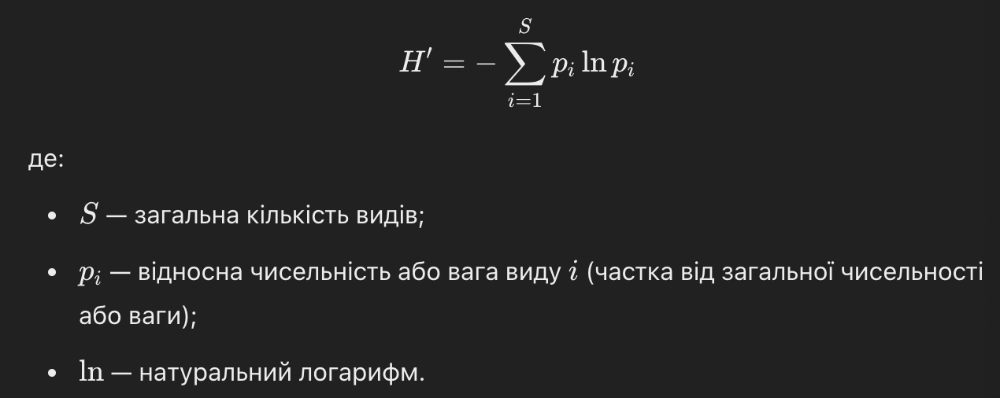 H′ = − ∑_{i=1}^{S} p_i ln p_i
де:
• S — загальна кількість видів;
• p_i — відносна чисельність або вага виду i (частка від загальної чисельності
або ваги);
• ln — натуральний логарифм.